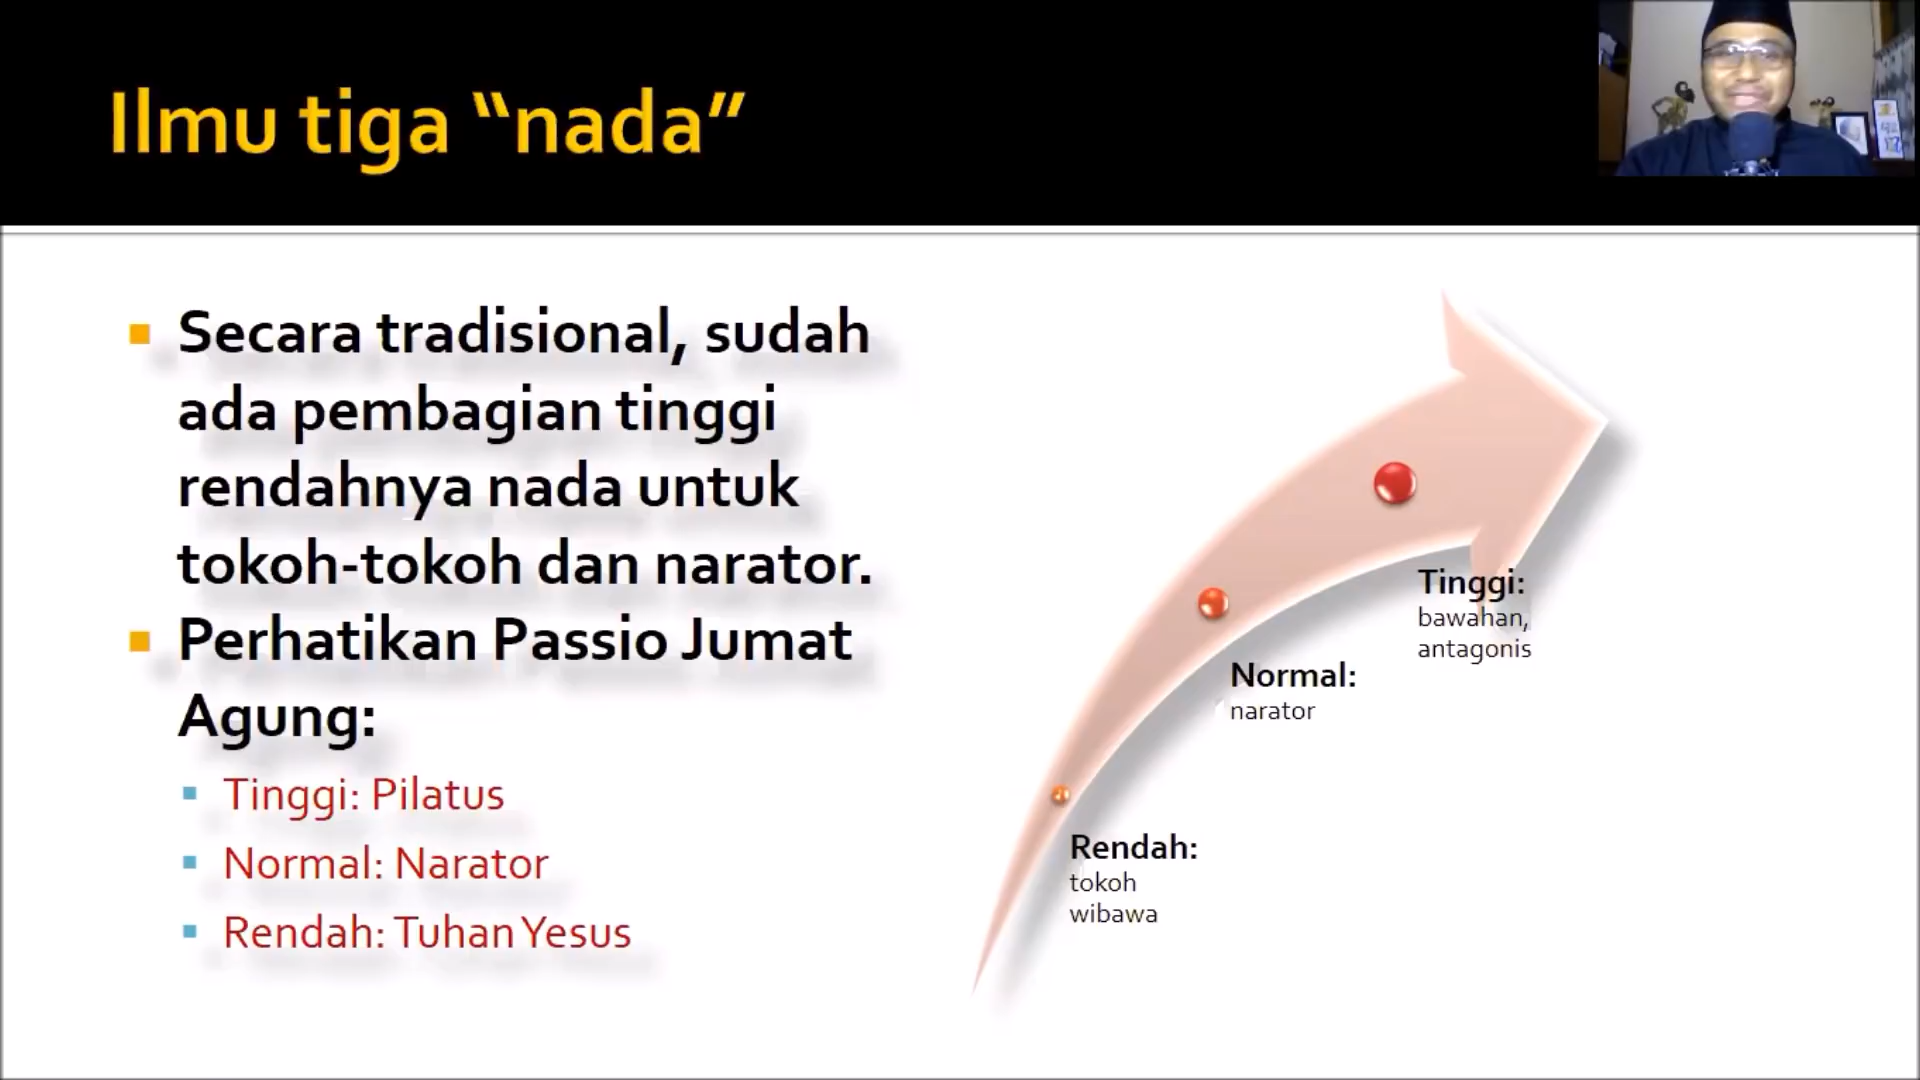 Ilmu tiga “nada”
Secara tradisional, sudah
ada pembagian tinggi
rendahnya nada untuk
tokoh-tokoh dan narator.
Perhatikan Passio Jumat
Agung:
Tinggi: Pilatus
Normal: Narator
Rendah: Tuhan Yesus
Tinggi:
bawahan,
antagonis
Normal:
narator
Rendah:
tokoh
wibawa